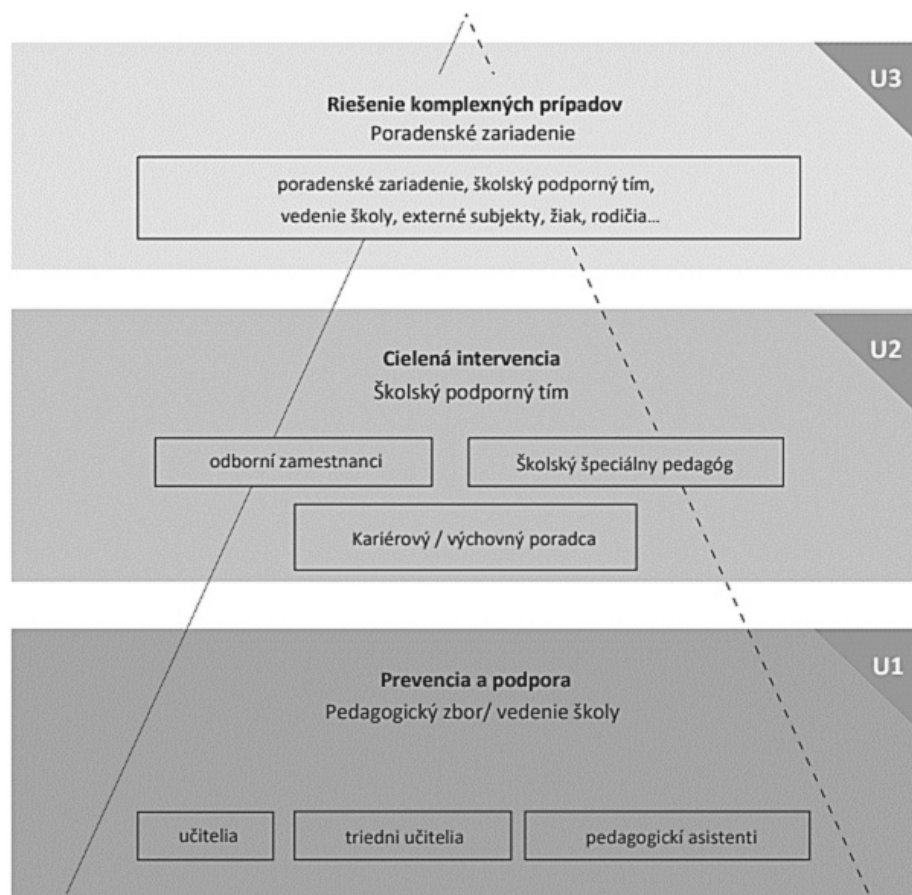 U3
Riešenie komplexných prípadov
Poradenské zariadenie
poradenské zariadenie, školský podporný tím,
vedenie školy, externé subjekty, žiak, rodičia...
U2
Cielená intervencia
Školský podporný tím
odborní zamestnanci
Školský špeciálny pedagóg
Kariérový / výchovný poradca
U1
Prevencia a podpora
Pedagogický zbor/ vedenie školy
učitelia
triedni učitelia
pedagogickí asistenti